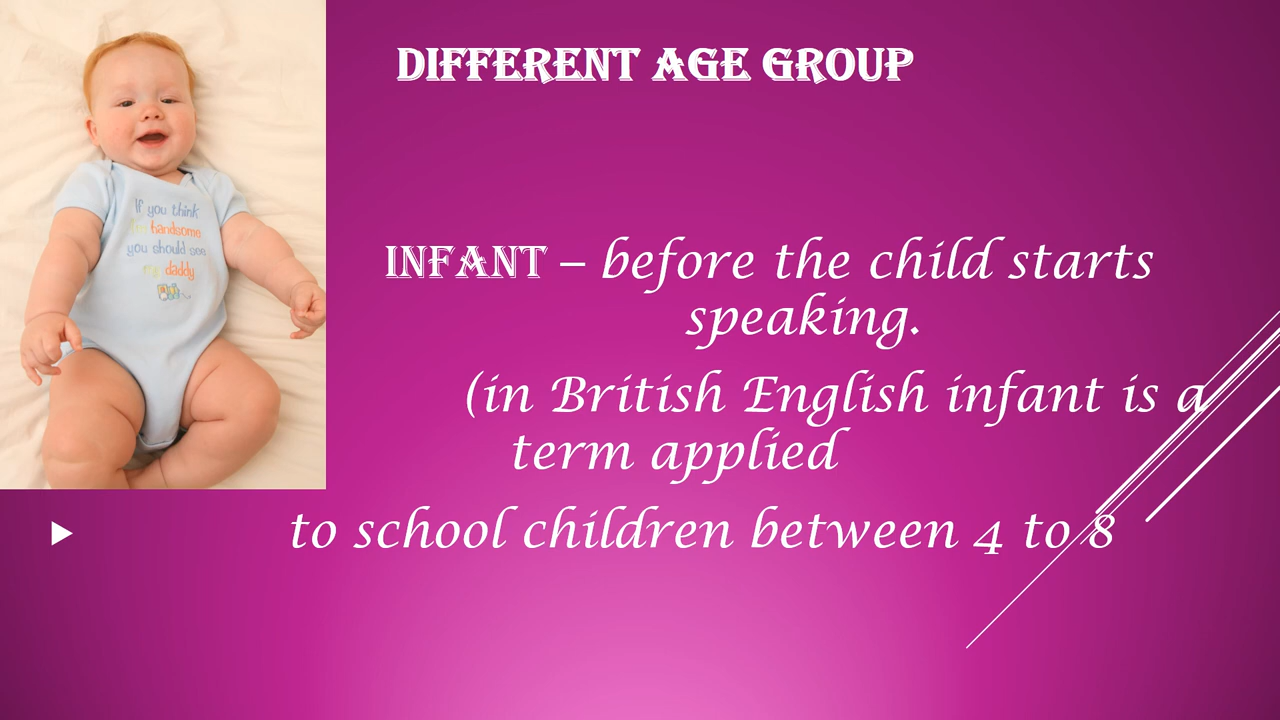 DIFFERENT AGE GROUP
INFANT – before the child starts
speaking.
(in British English infant is a
term applied
to school children between 4 to 8
If you think
I'm handsome
you should see
my daddy